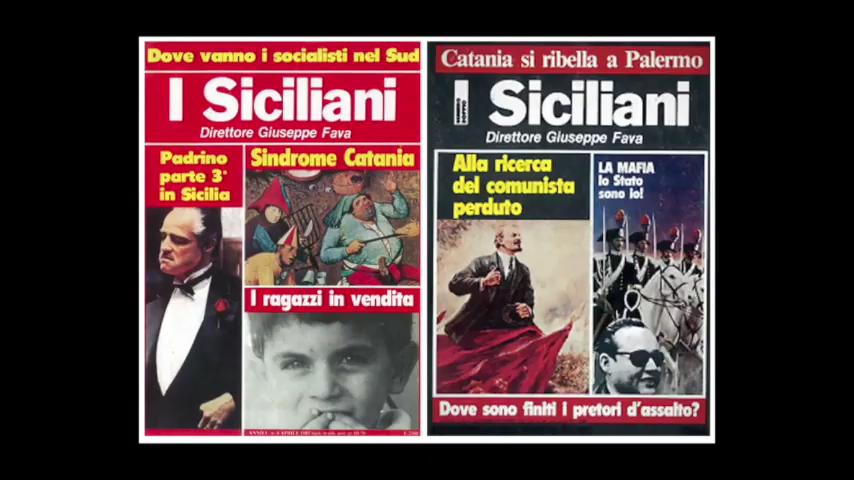 Dove vanno i socialisti nel Sud
I Siciliani
Direttore Giuseppe Fava
Padrino
parte 3ª
in Sicilia
Sindrome Catania
I ragazzi in vendita
Catania si ribella a Palermo
I Siciliani
Direttore Giuseppe Fava
Alla ricerca
del comunista
perduto
LA MAFIA
lo Stato
sono io!
Dove sono finiti i pretori d'assalto?